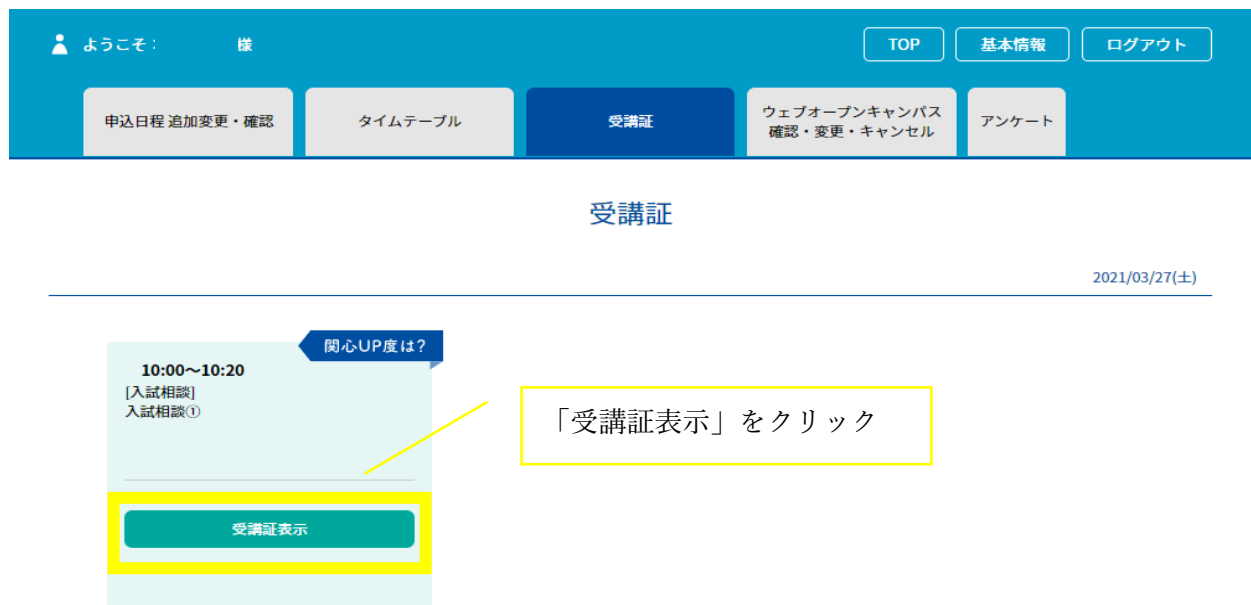 ようこそ： 様
TOP
基本情報
ログアウト
申込日程 追加変更・確認
タイムテーブル
受講証
ウェブオープンキャンパス
確認・変更・キャンセル
アンケート
受講証
2021/03/27(土)
関心UP度は?
10:00～10:20
[入試相談]
入試相談①
「受講証表示」をクリック
受講証表示